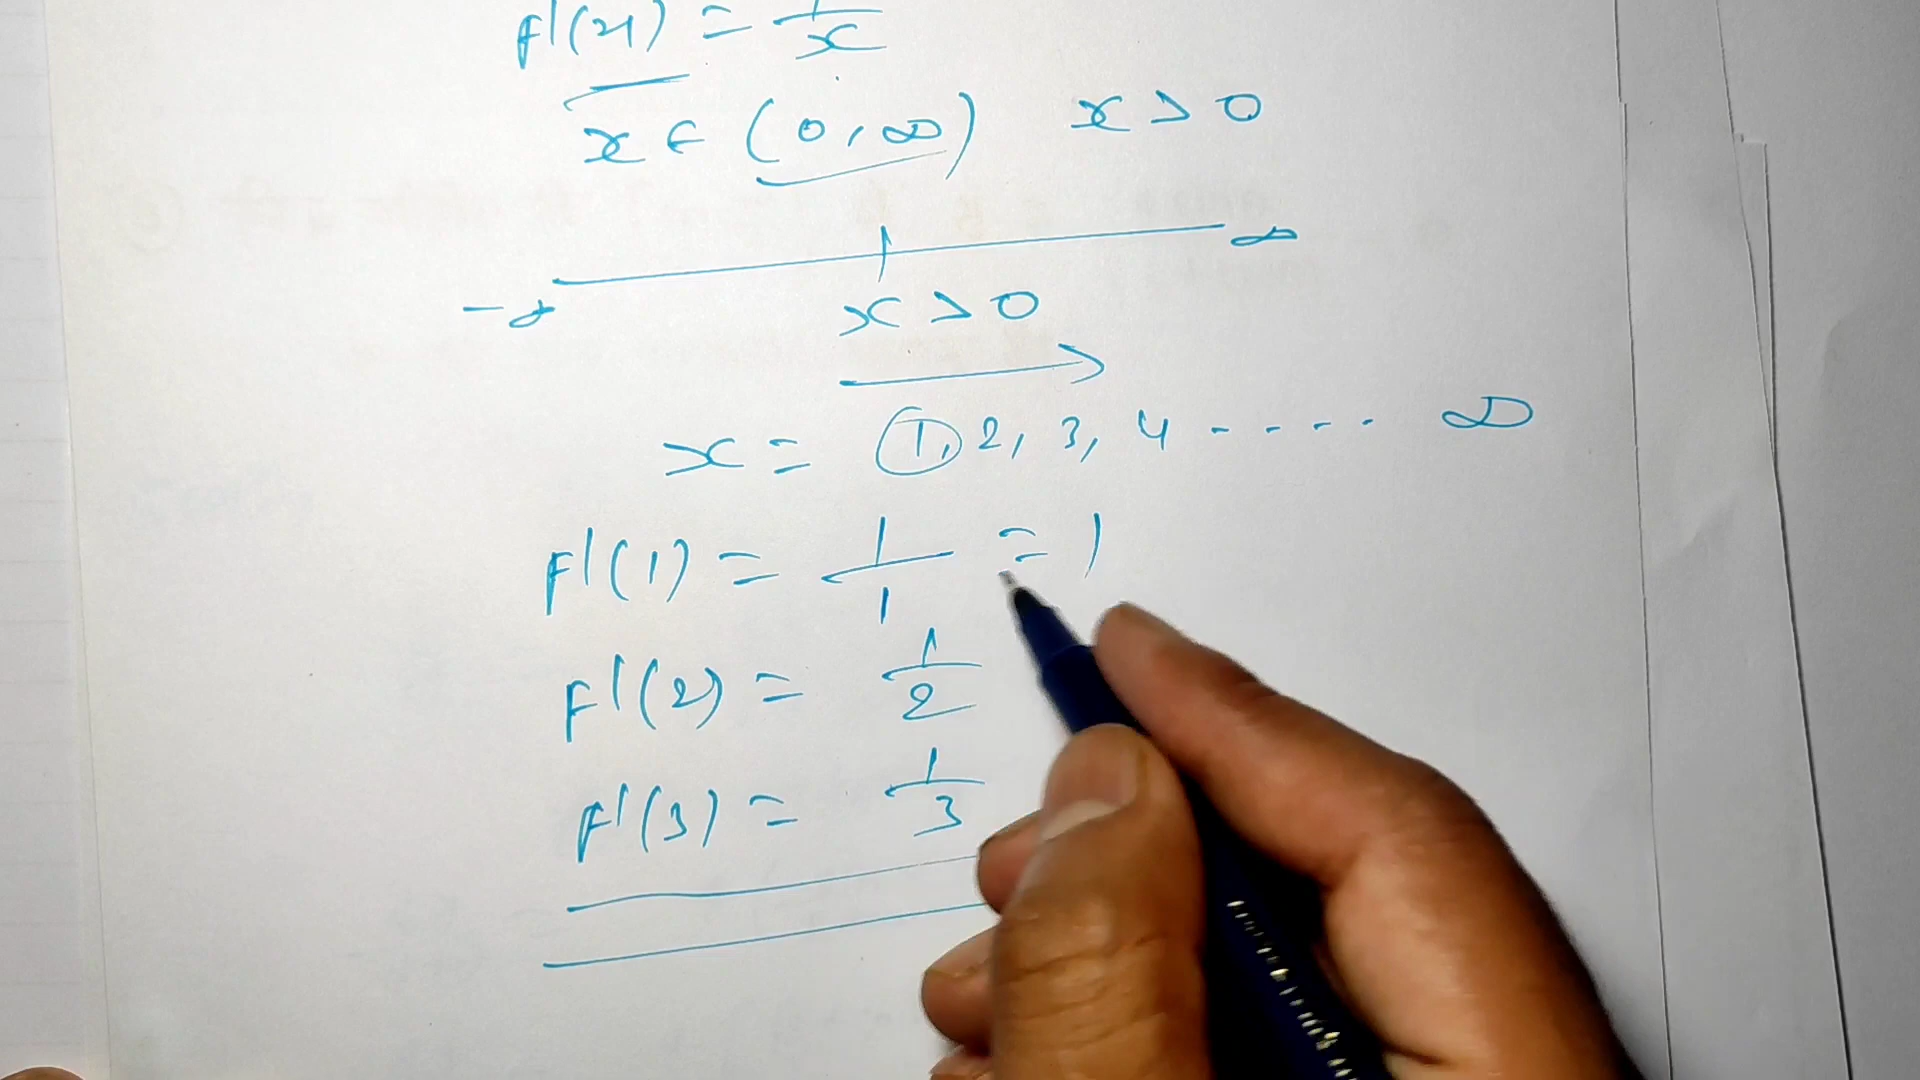 f'(x) = 1/x
x ∈ (0, ∞) x > 0
-∞ ∞
x > 0
x = 1, 2, 3, 4 - - - - ∞
f'(1) = 1/1 = 1
f'(2) = 1/2
f'(3) = 1/3